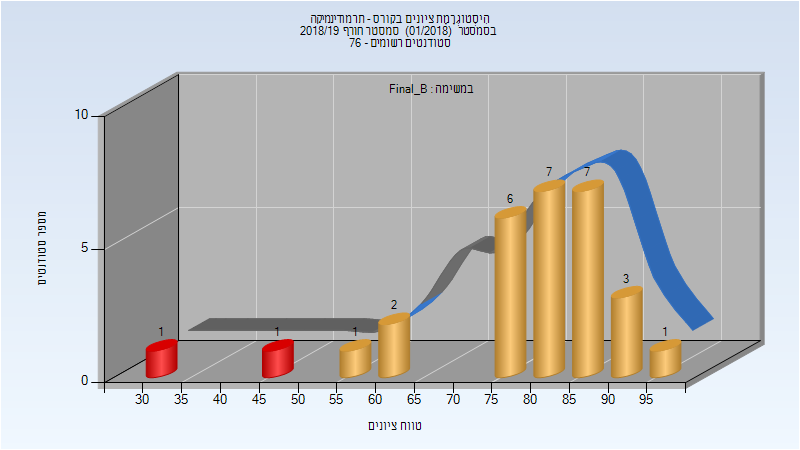 היסטוגרמת ציונים בקורס - תרמודינמיקה
בסמסטר (01/2018) סמסטר חורף 2018/19
סטודנטים רשומים - 76
במשימה : Final_B
10
5
0
מספר סטודנטים
1
1
1
2
6
7
7
3
1
30 35 40 45 50 55 60 65 70 75 80 85 90 95
טווח ציונים